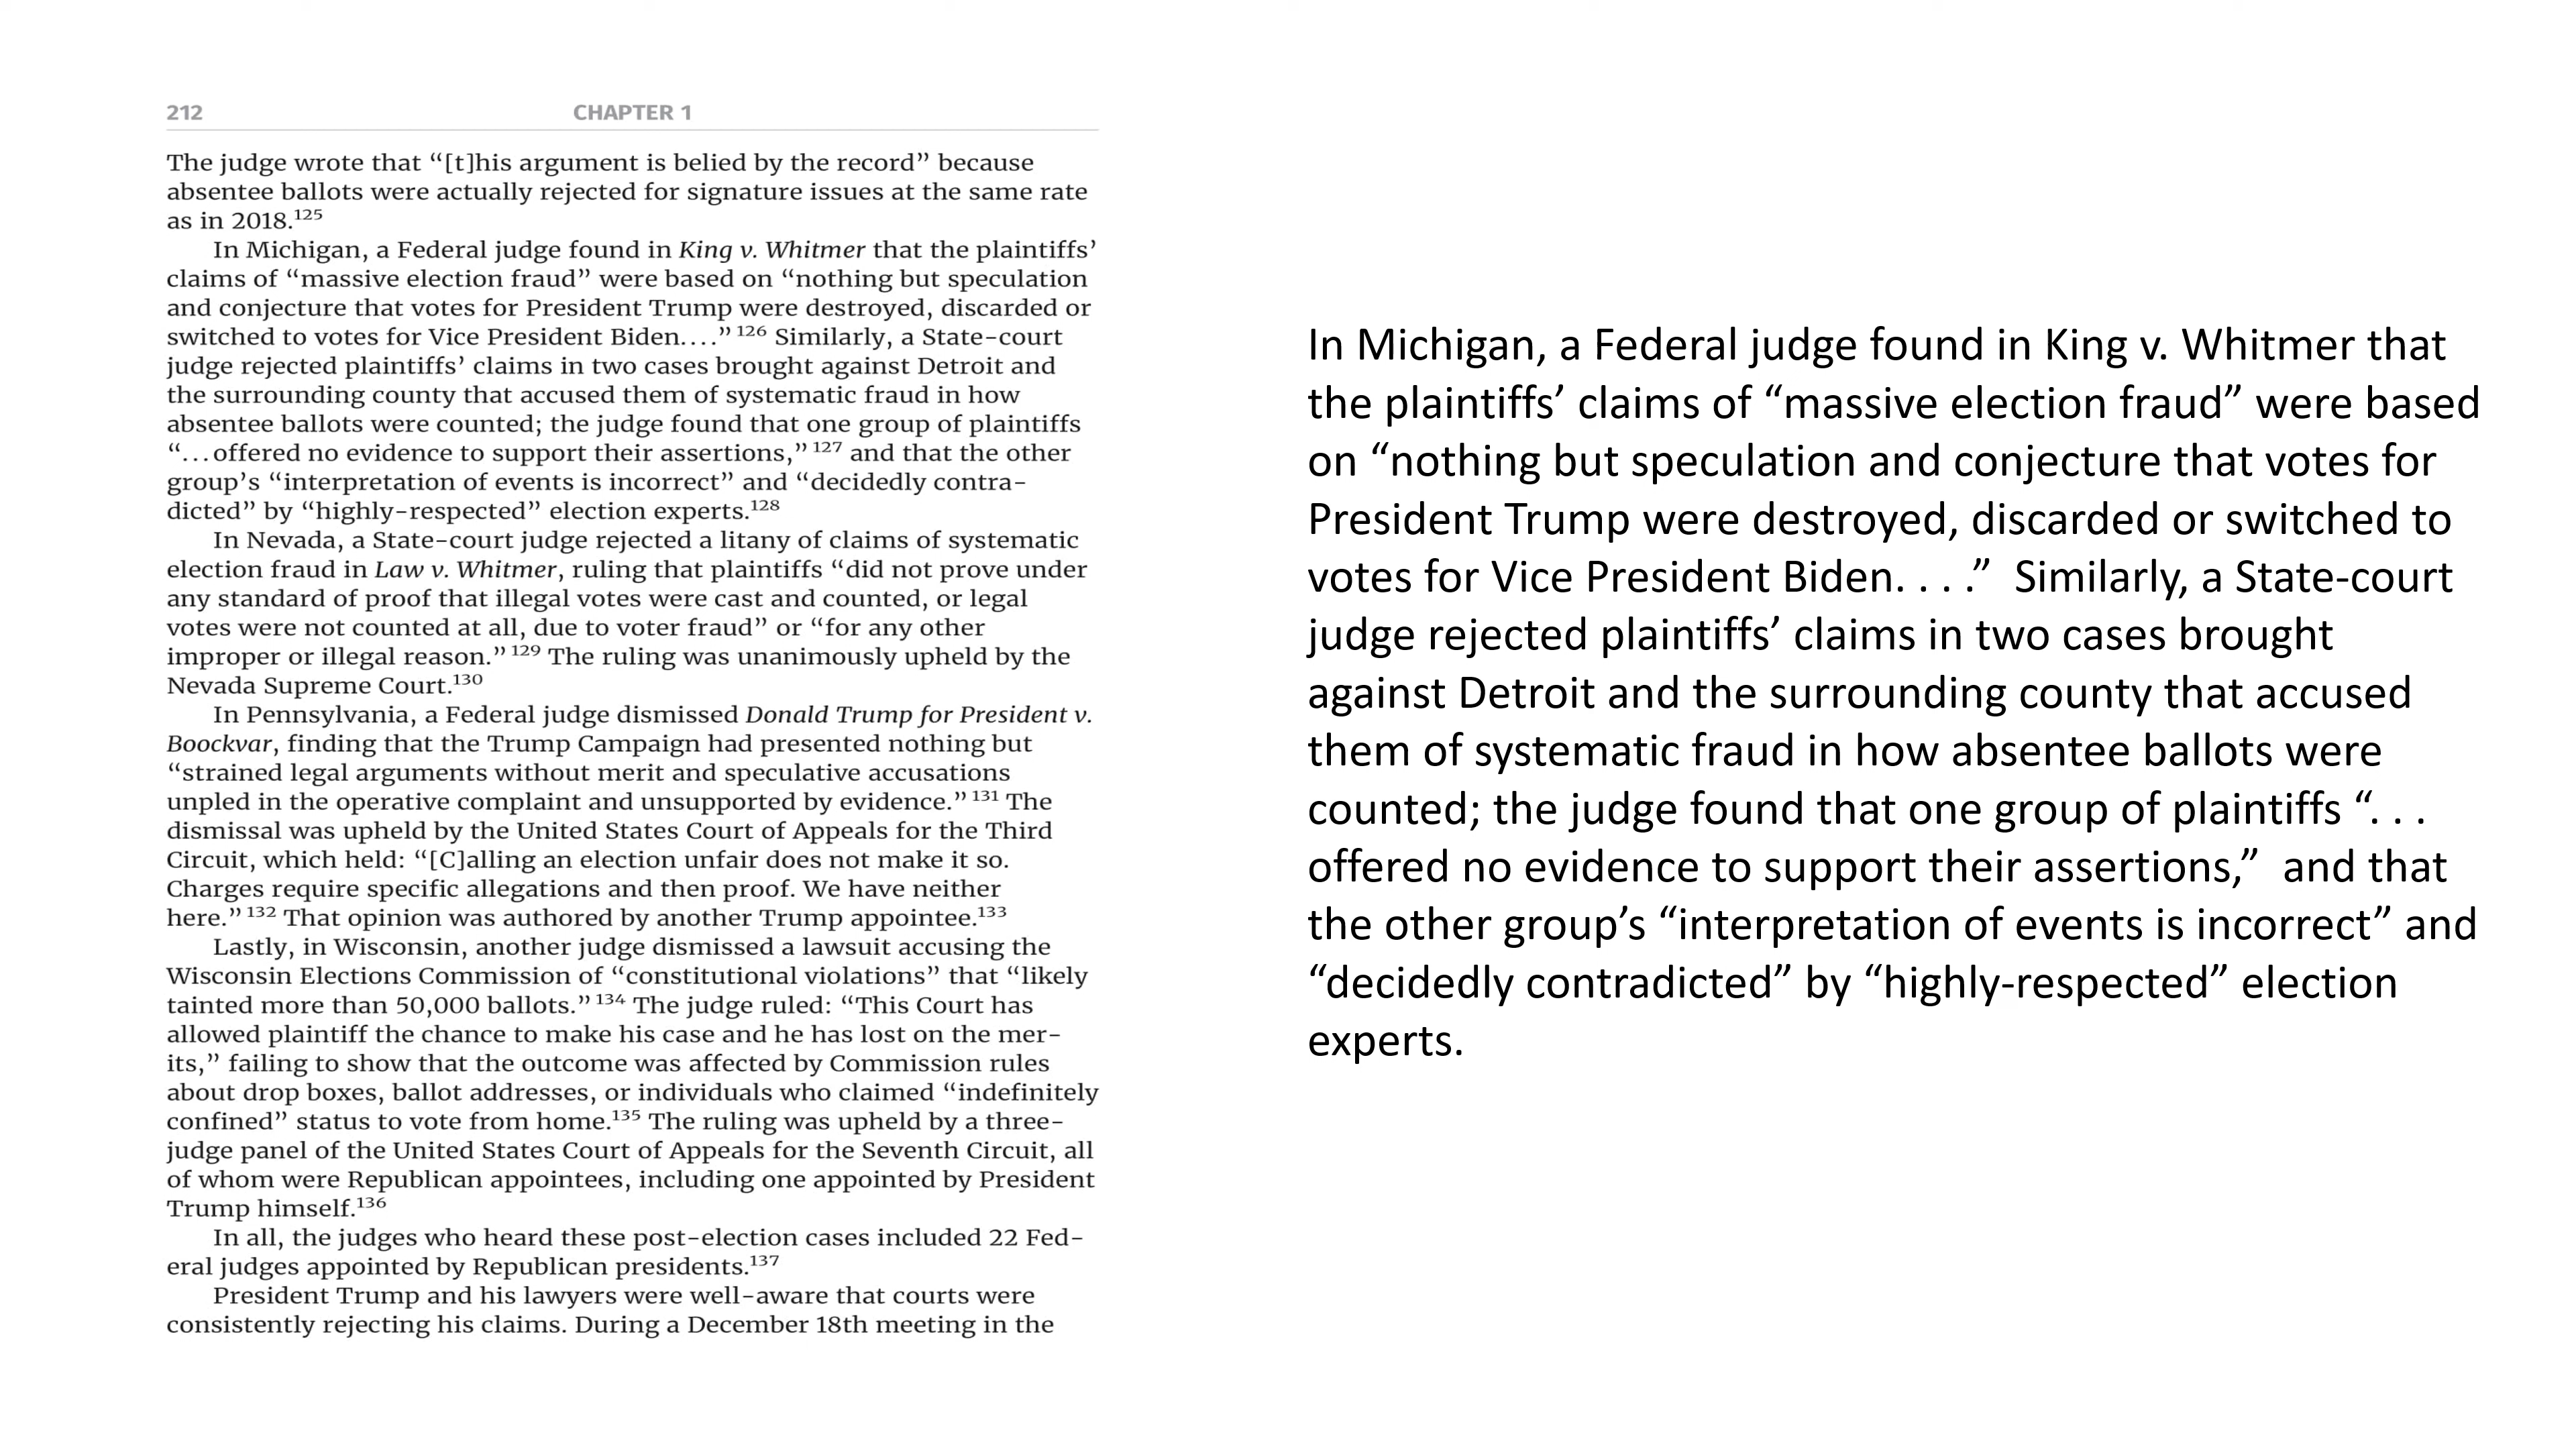 212 CHAPTER 1
The judge wrote that “[t]his argument is belied by the record” because
absentee ballots were actually rejected for signature issues at the same rate
as in 2018.125
In Michigan, a Federal judge found in King v. Whitmer that the plaintiffs’
claims of “massive election fraud” were based on “nothing but speculation
and conjecture that votes for President Trump were destroyed, discarded or
switched to votes for Vice President Biden....” 126 Similarly, a State-court
judge rejected plaintiffs’ claims in two cases brought against Detroit and
the surrounding county that accused them of systematic fraud in how
absentee ballots were counted; the judge found that one group of plaintiffs
“...offered no evidence to support their assertions,” 127 and that the other
group’s “interpretation of events is incorrect” and “decidedly contra-
dicted” by “highly-respected” election experts.128
In Nevada, a State-court judge rejected a litany of claims of systematic
election fraud in Law v. Whitmer, ruling that plaintiffs “did not prove under
any standard of proof that illegal votes were cast and counted, or legal
votes were not counted at all, due to voter fraud” or “for any other
improper or illegal reason.” 129 The ruling was unanimously upheld by the
Nevada Supreme Court.130
In Pennsylvania, a Federal judge dismissed Donald Trump for President v.
Boockvar, finding that the Trump Campaign had presented nothing but
“strained legal arguments without merit and speculative accusations
unpled in the operative complaint and unsupported by evidence.” 131 The
dismissal was upheld by the United States Court of Appeals for the Third
Circuit, which held: “[C]alling an election unfair does not make it so.
Charges require specific allegations and then proof. We have neither
here.” 132 That opinion was authored by another Trump appointee.133
Lastly, in Wisconsin, another judge dismissed a lawsuit accusing the
Wisconsin Elections Commission of “constitutional violations” that “likely
tainted more than 50,000 ballots.” 134 The judge ruled: “This Court has
allowed plaintiff the chance to make his case and he has lost on the mer-
its,” failing to show that the outcome was affected by Commission rules
about drop boxes, ballot addresses, or individuals who claimed “indefinitely
confined” status to vote from home.135 The ruling was upheld by a three-
judge panel of the United States Court of Appeals for the Seventh Circuit, all
of whom were Republican appointees, including one appointed by President
Trump himself.136
In all, the judges who heard these post-election cases included 22 Fed-
eral judges appointed by Republican presidents.137
President Trump and his lawyers were well-aware that courts were
consistently rejecting his claims. During a December 18th meeting in the
In Michigan, a Federal judge found in King v. Whitmer that
the plaintiffs’ claims of “massive election fraud” were based
on “nothing but speculation and conjecture that votes for
President Trump were destroyed, discarded or switched to
votes for Vice President Biden. . . .”  Similarly, a State-court
judge rejected plaintiffs’ claims in two cases brought
against Detroit and the surrounding county that accused
them of systematic fraud in how absentee ballots were
counted; the judge found that one group of plaintiffs “. . .
offered no evidence to support their assertions,”  and that
the other group’s “interpretation of events is incorrect” and
“decidedly contradicted” by “highly-respected” election
experts.